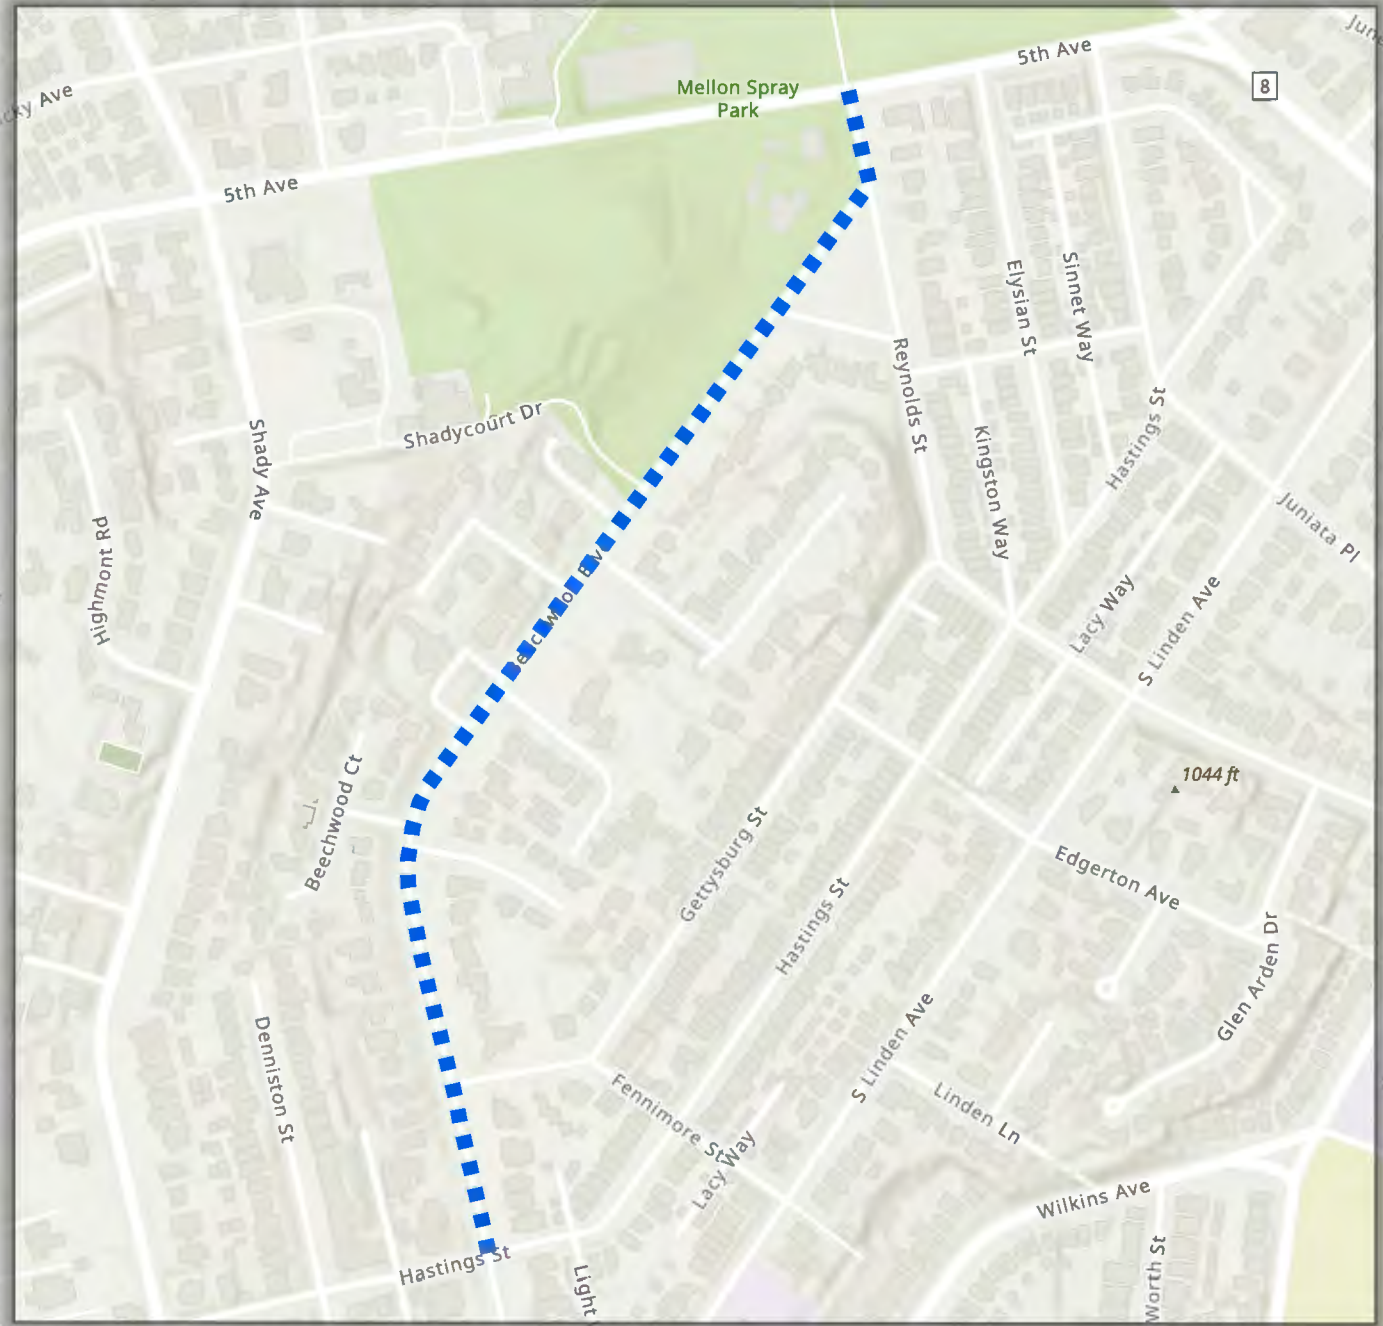 June
5th Ave
8
Mellon Spray
Park
cky Ave
5th Ave
Elysian St
Sinnet Way
Reynolds St
Hastings St
Shadycourt Dr
Shady Ave
Kingston Way
Juniata Pl
Highmont Rd
Lacy Way
S Linden Ave
1044 ft
Beechwood Ct
Gettysburg St
Edgerton Ave
Hastings St
Glen Arden Dr
S Linden Ave
Denniston St
Fennimore St
Linden Ln
Lacy Way
Wilkins Ave
Hastings St
Light
Worth St